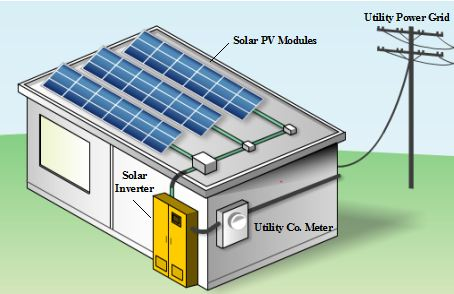 Utility Power Grid
Solar PV Modules
Solar
Inverter
Utility Co. Meter